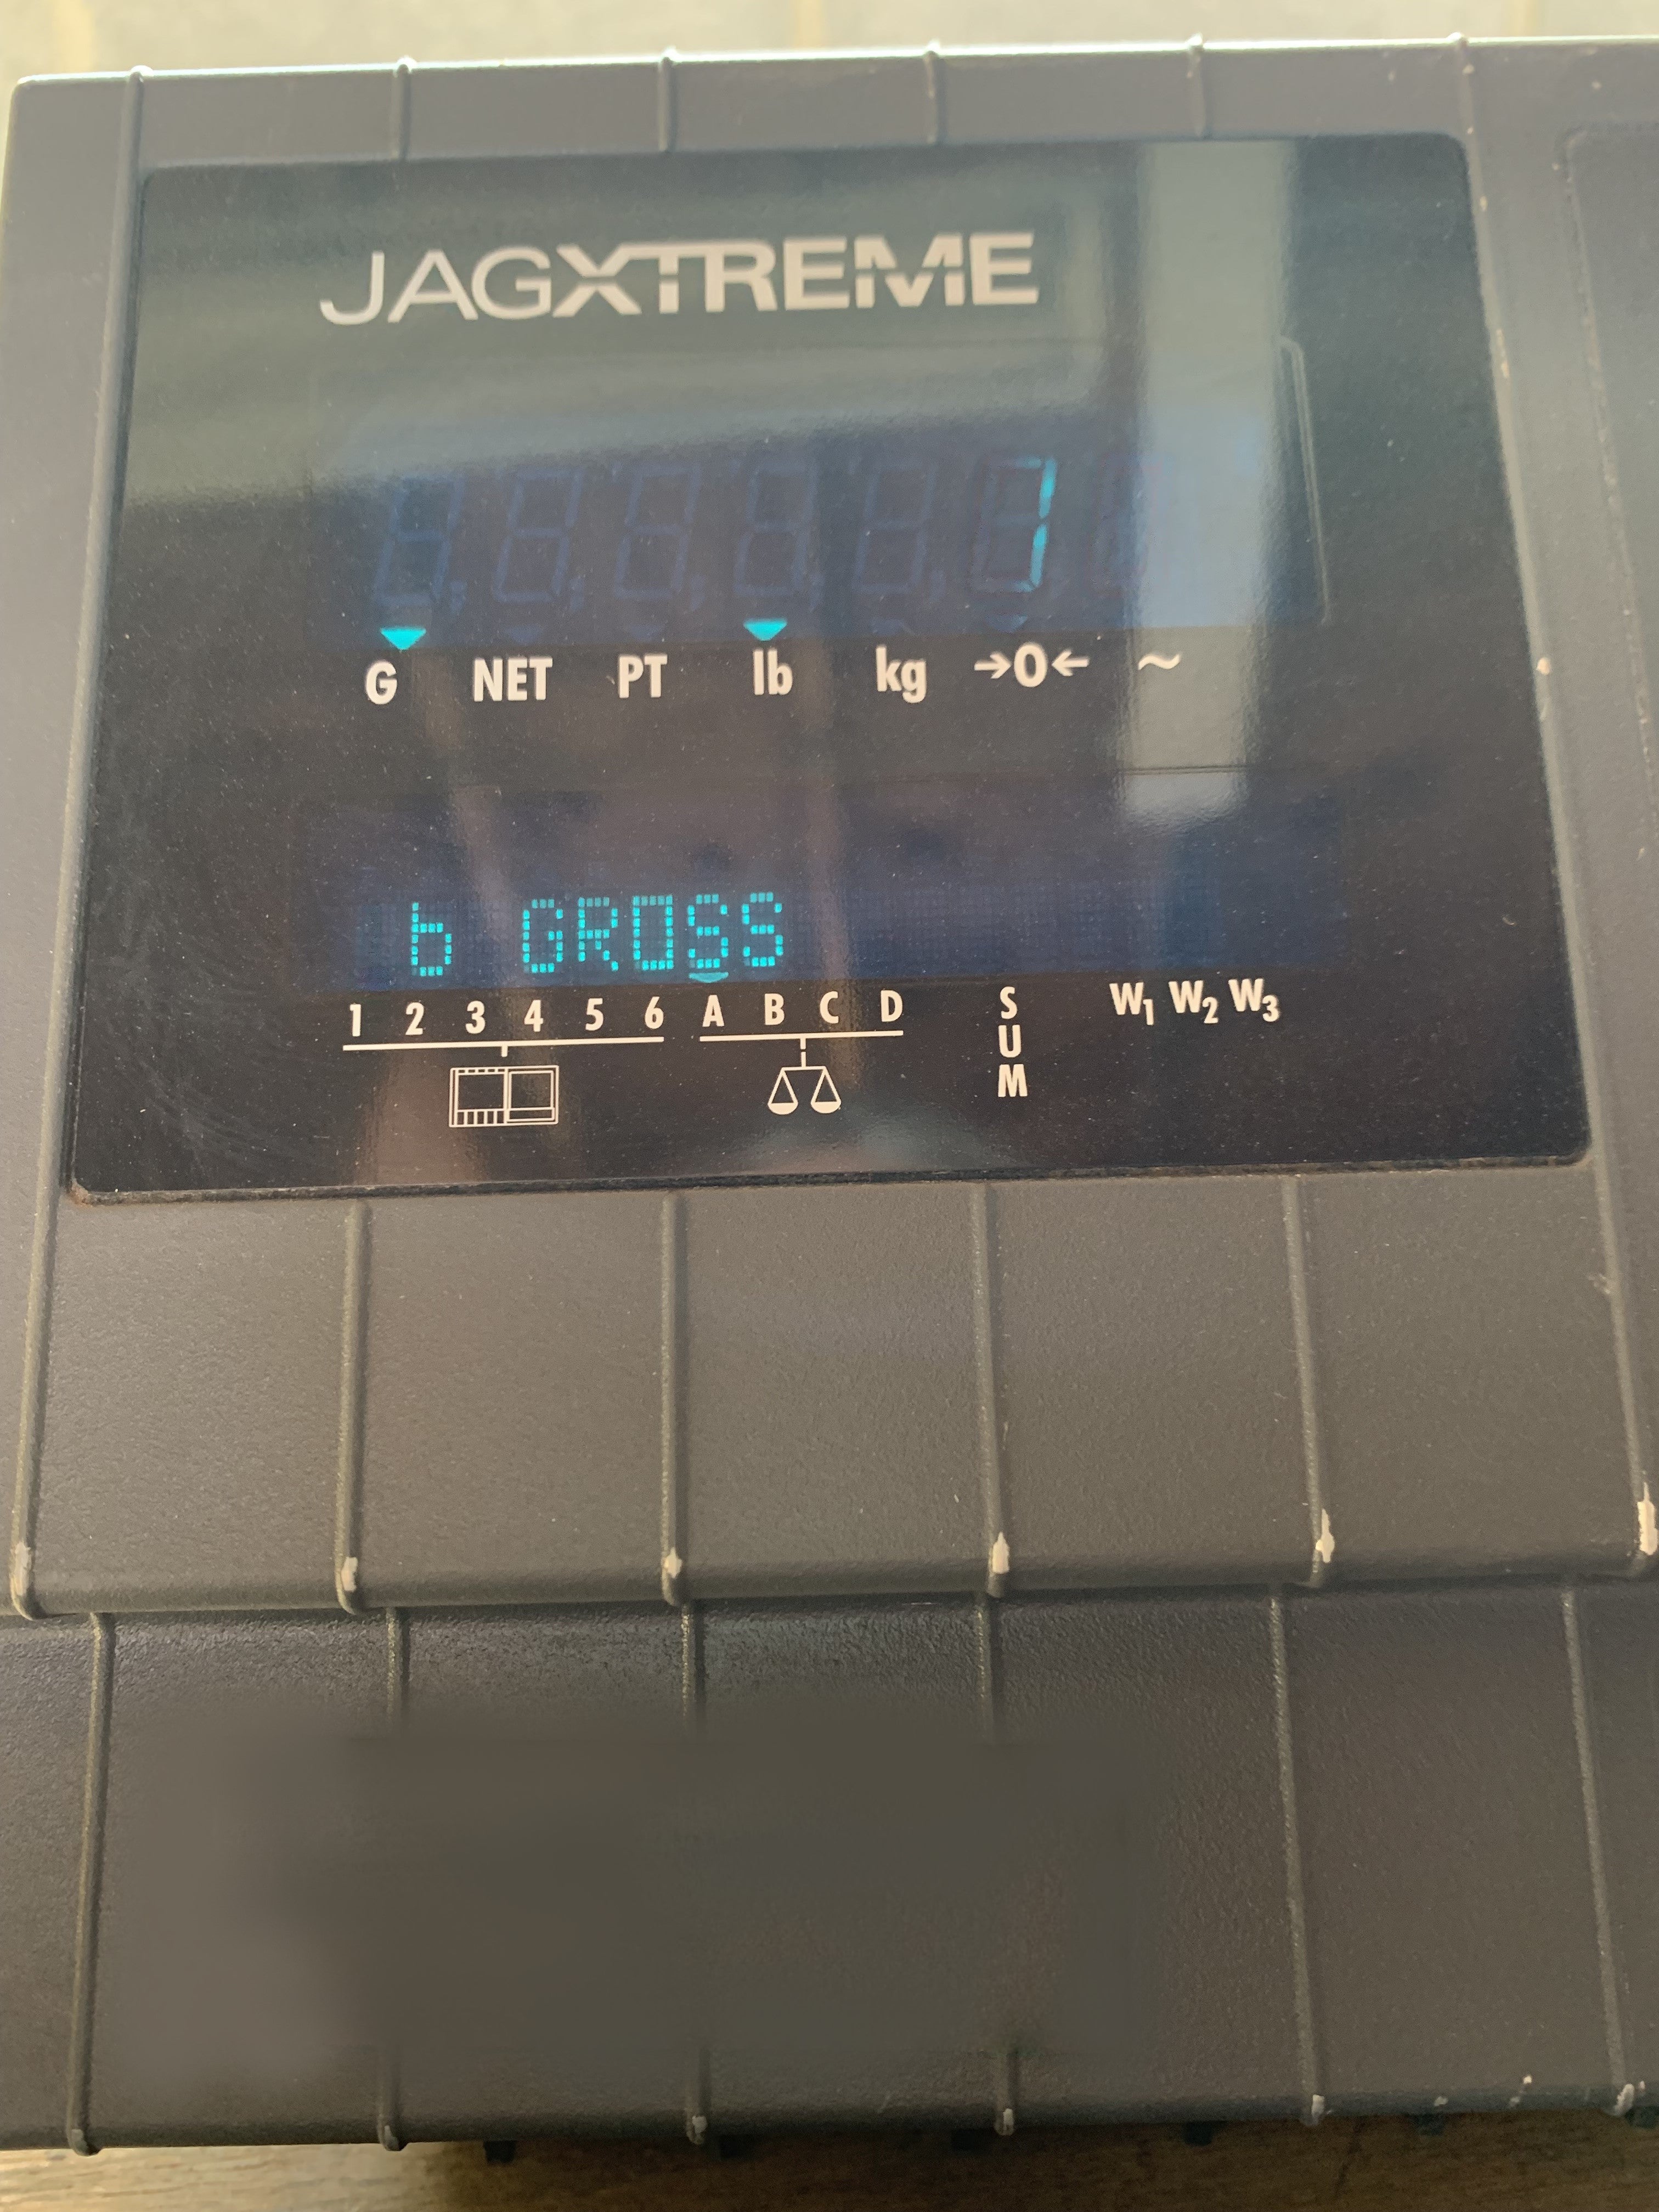 JAGXTREME
1
G NET PT lb kg →0← ~
b GROSS
1 2 3 4 5 6 A B C D SUM W1 W2 W3